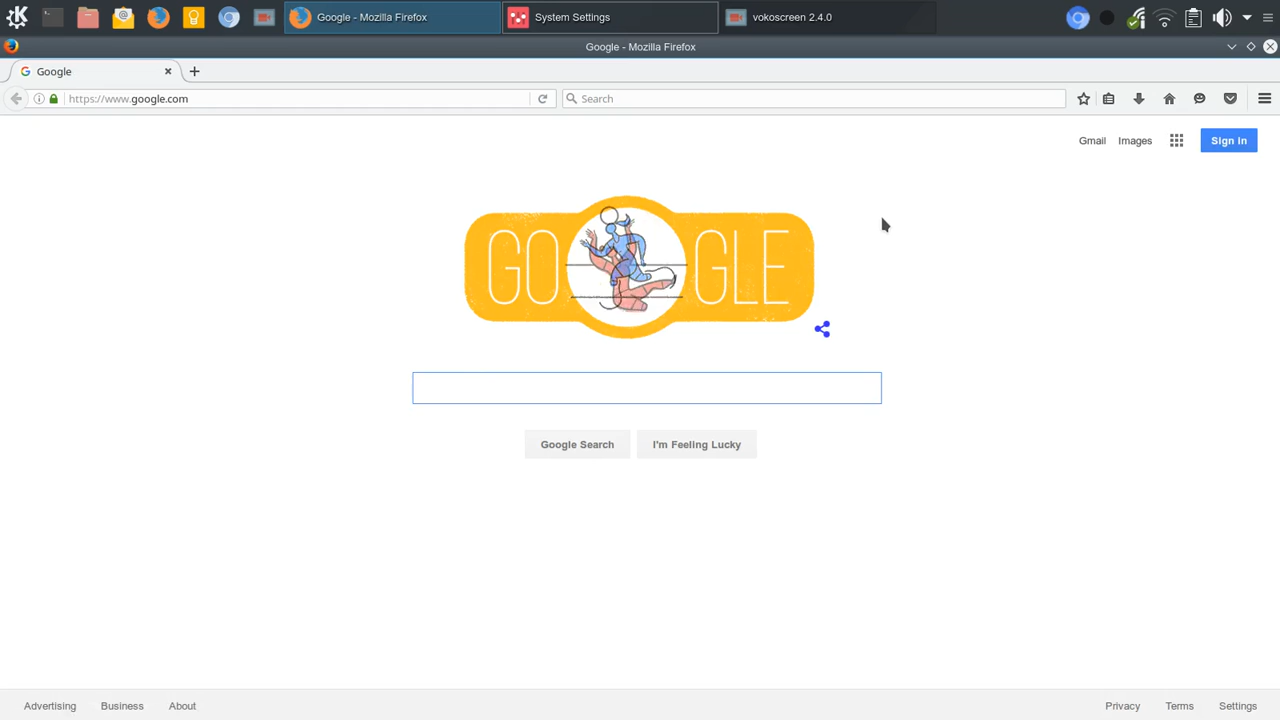 Google - Mozilla Firefox
System Settings
vokoscreen 2.4.0
Google - Mozilla Firefox
Google
https://www.google.com
Search
Gmail
Images
Sign in
GO GLE
Google Search
I'm Feeling Lucky
Advertising
Business
About
Privacy
Terms
Settings